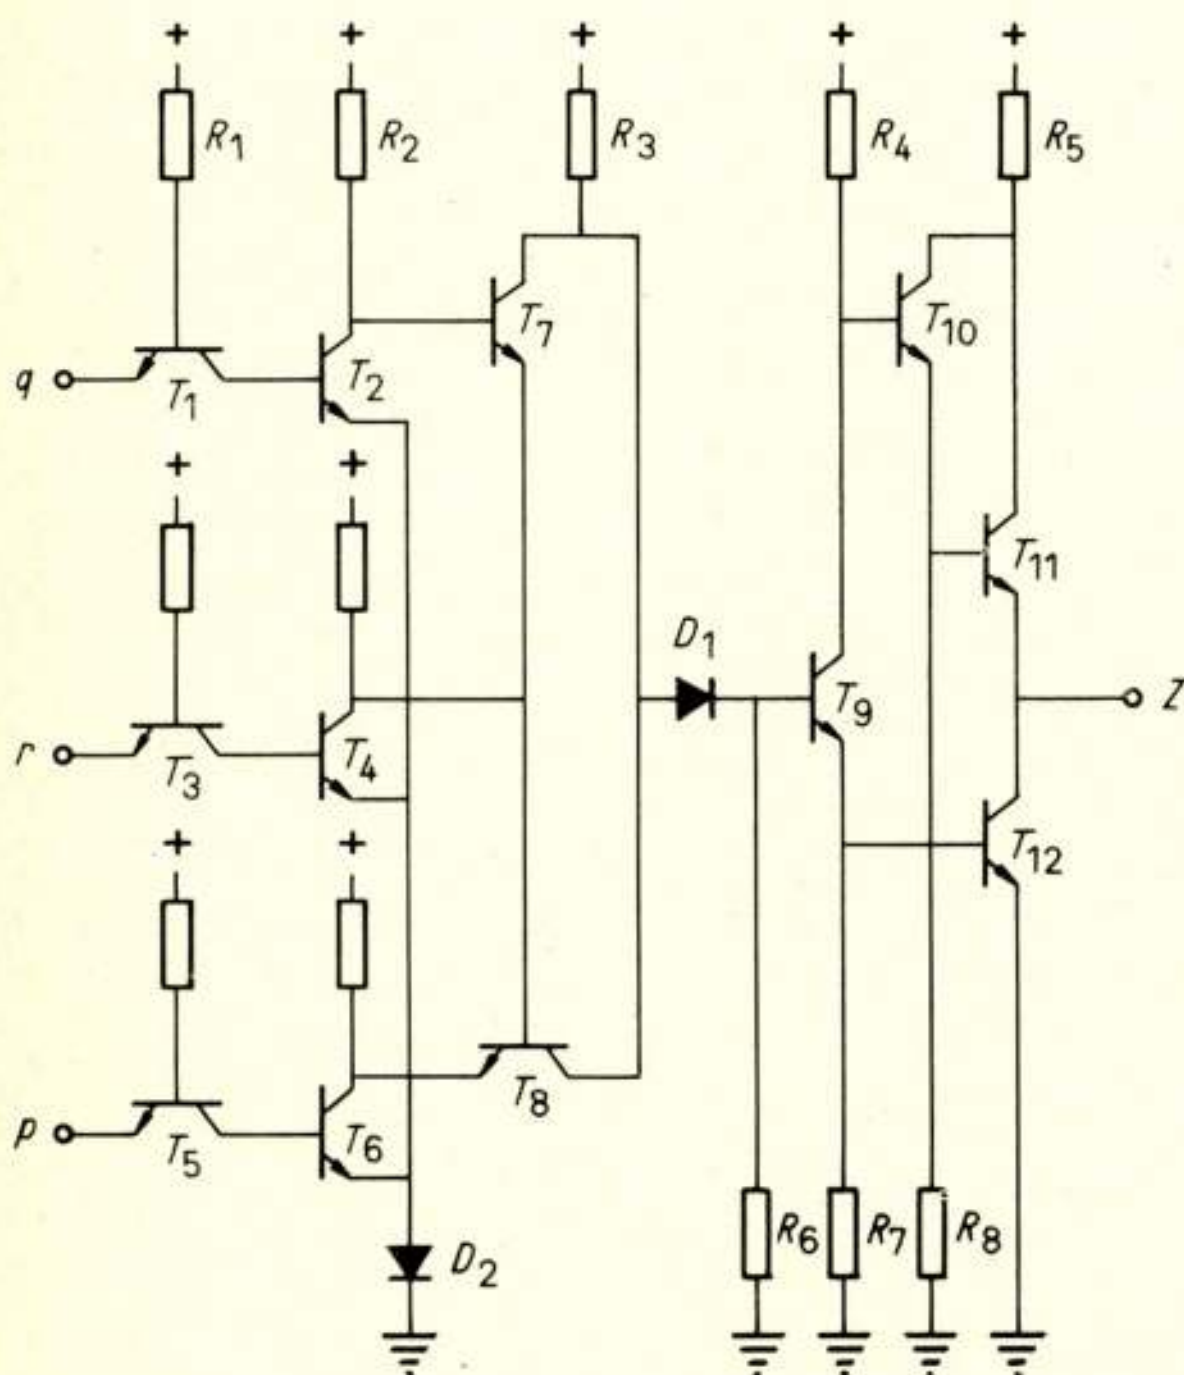 + + + + +
R1 R2 R3 R4 R5
T7 T10
q T1 T2
+ +
T11
D1
r T3 T4 T9 Z
+ +
T12
T8
p T5 T6
R6 R7 R8
D2